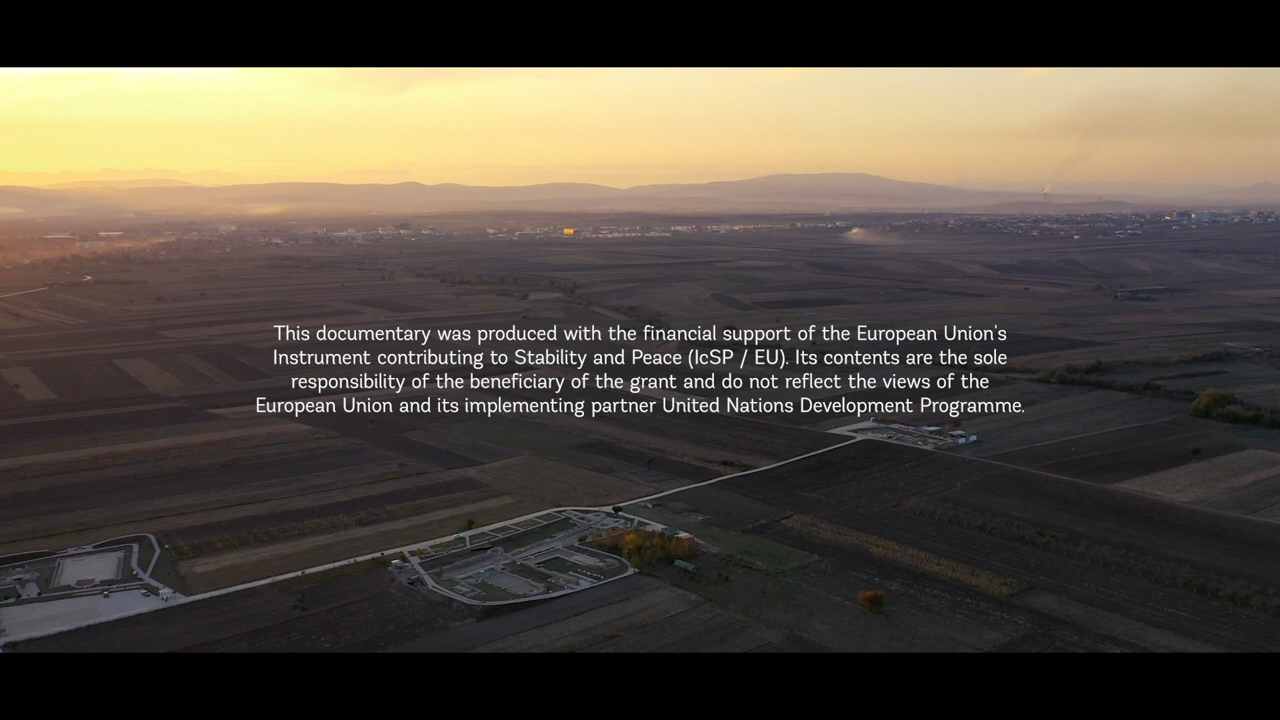 This documentary was produced with the financial support of the European Union's
Instrument contributing to Stability and Peace (IcSP / EU). Its contents are the sole
responsibility of the beneficiary of the grant and do not reflect the views of the
European Union and its implementing partner United Nations Development Programme.